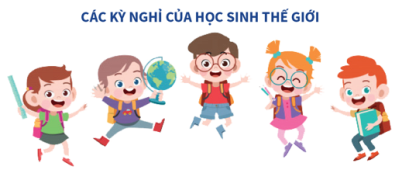 CÁC KỲ NGHỈ CỦA HỌC SINH THẾ GIỚI